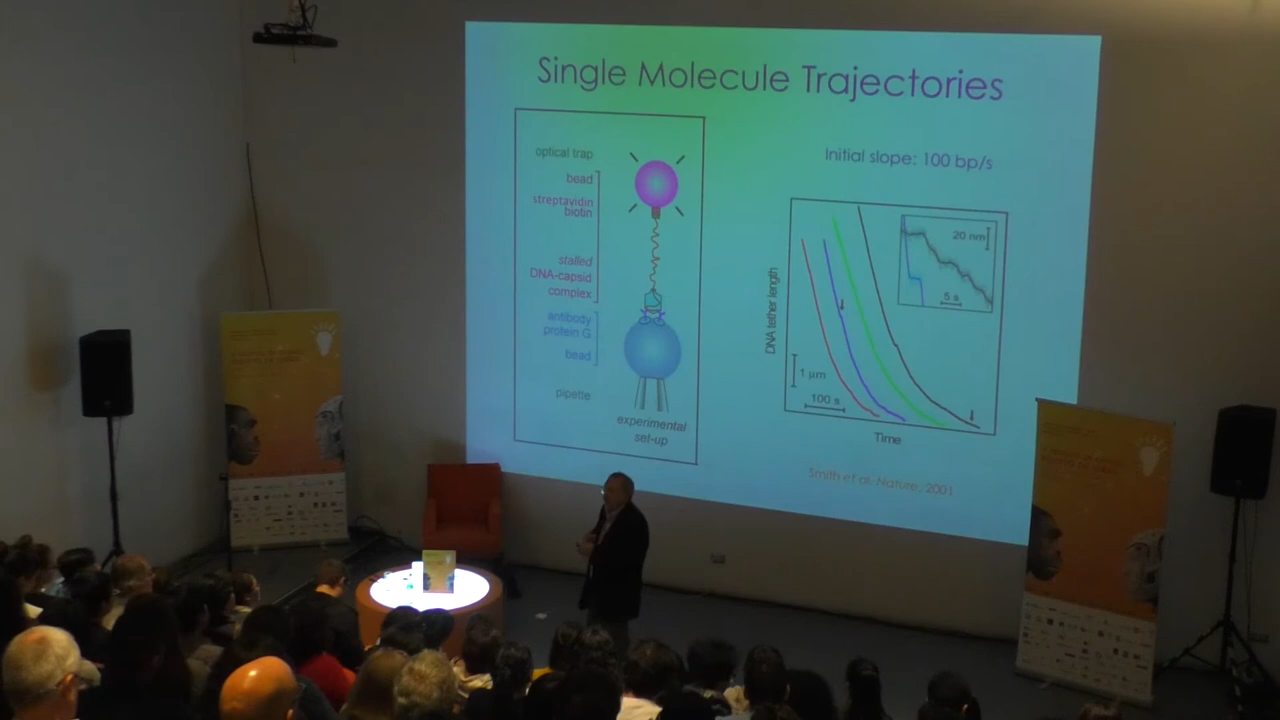 Single Molecule Trajectories
optical trap
bead
streptavidin
biotin
stalled
DNA-capsid
complex
antibody
protein G
bead
pipette
experimental
set-up
Initial slope: 100 bp/s
20 nm
5 s
DNA tether length
1 μm
100 s
Time
Smith et al. Nature, 2001